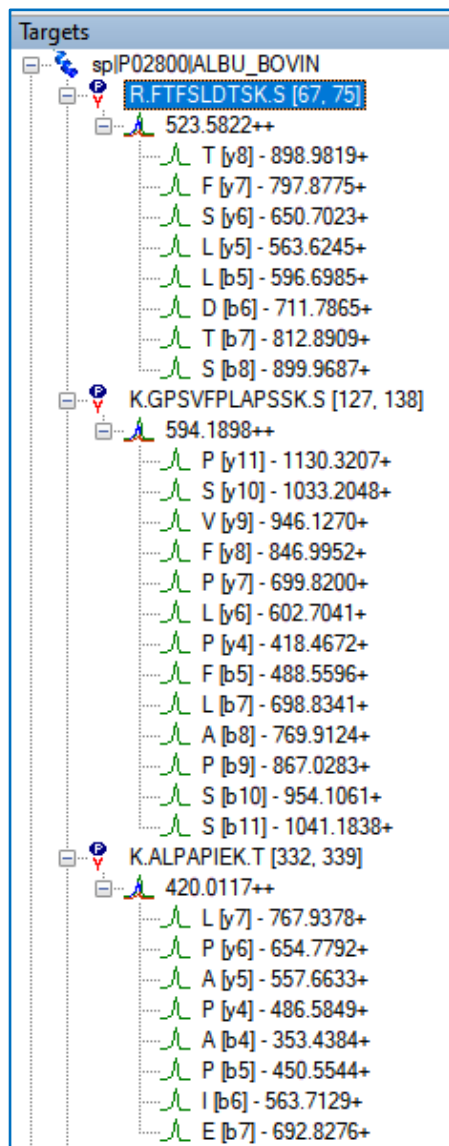 Targets
sp|P02800|ALBU_BOVIN
R.FTFSLDTSK.S [67, 75]
523.5822++
T [y8] - 898.9819+
F [y7] - 797.8775+
S [y6] - 650.7023+
L [y5] - 563.6245+
L [b5] - 596.6985+
D [b6] - 711.7865+
T [b7] - 812.8909+
S [b8] - 899.9687+
K.GPSVFPLAPSSK.S [127, 138]
594.1898++
P [y11] - 1130.3207+
S [y10] - 1033.2048+
V [y9] - 946.1270+
F [y8] - 846.9952+
P [y7] - 699.8200+
L [y6] - 602.7041+
P [y4] - 418.4672+
F [b5] - 488.5596+
L [b7] - 698.8341+
A [b8] - 769.9124+
P [b9] - 867.0283+
S [b10] - 954.1061+
S [b11] - 1041.1838+
K.ALPAPIEK.T [332, 339]
420.0117++
L [y7] - 767.9378+
P [y6] - 654.7792+
A [y5] - 557.6633+
P [y4] - 486.5849+
A [b4] - 353.4384+
P [b5] - 450.5544+
I [b6] - 563.7129+
E [b7] - 692.8276+